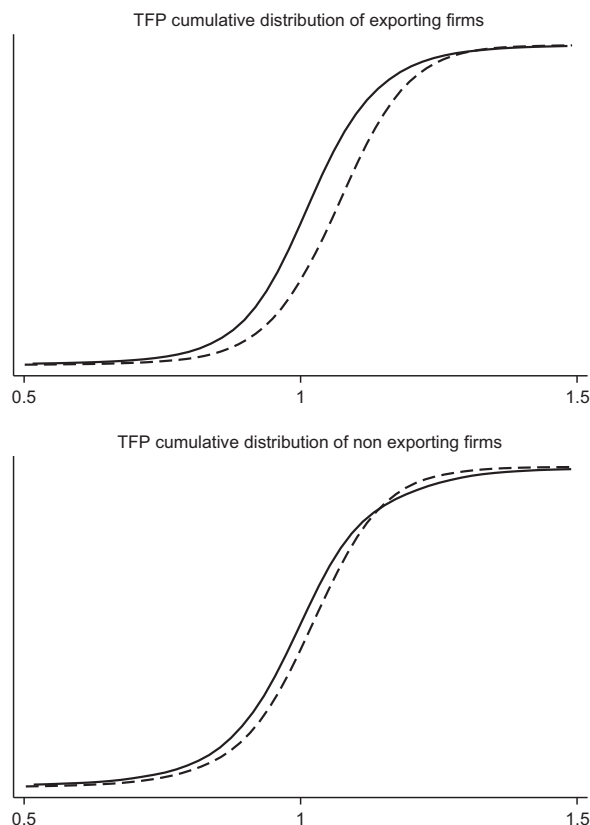 TFP cumulative distribution of exporting firms
0.5 1 1.5
TFP cumulative distribution of non exporting firms
0.5 1 1.5